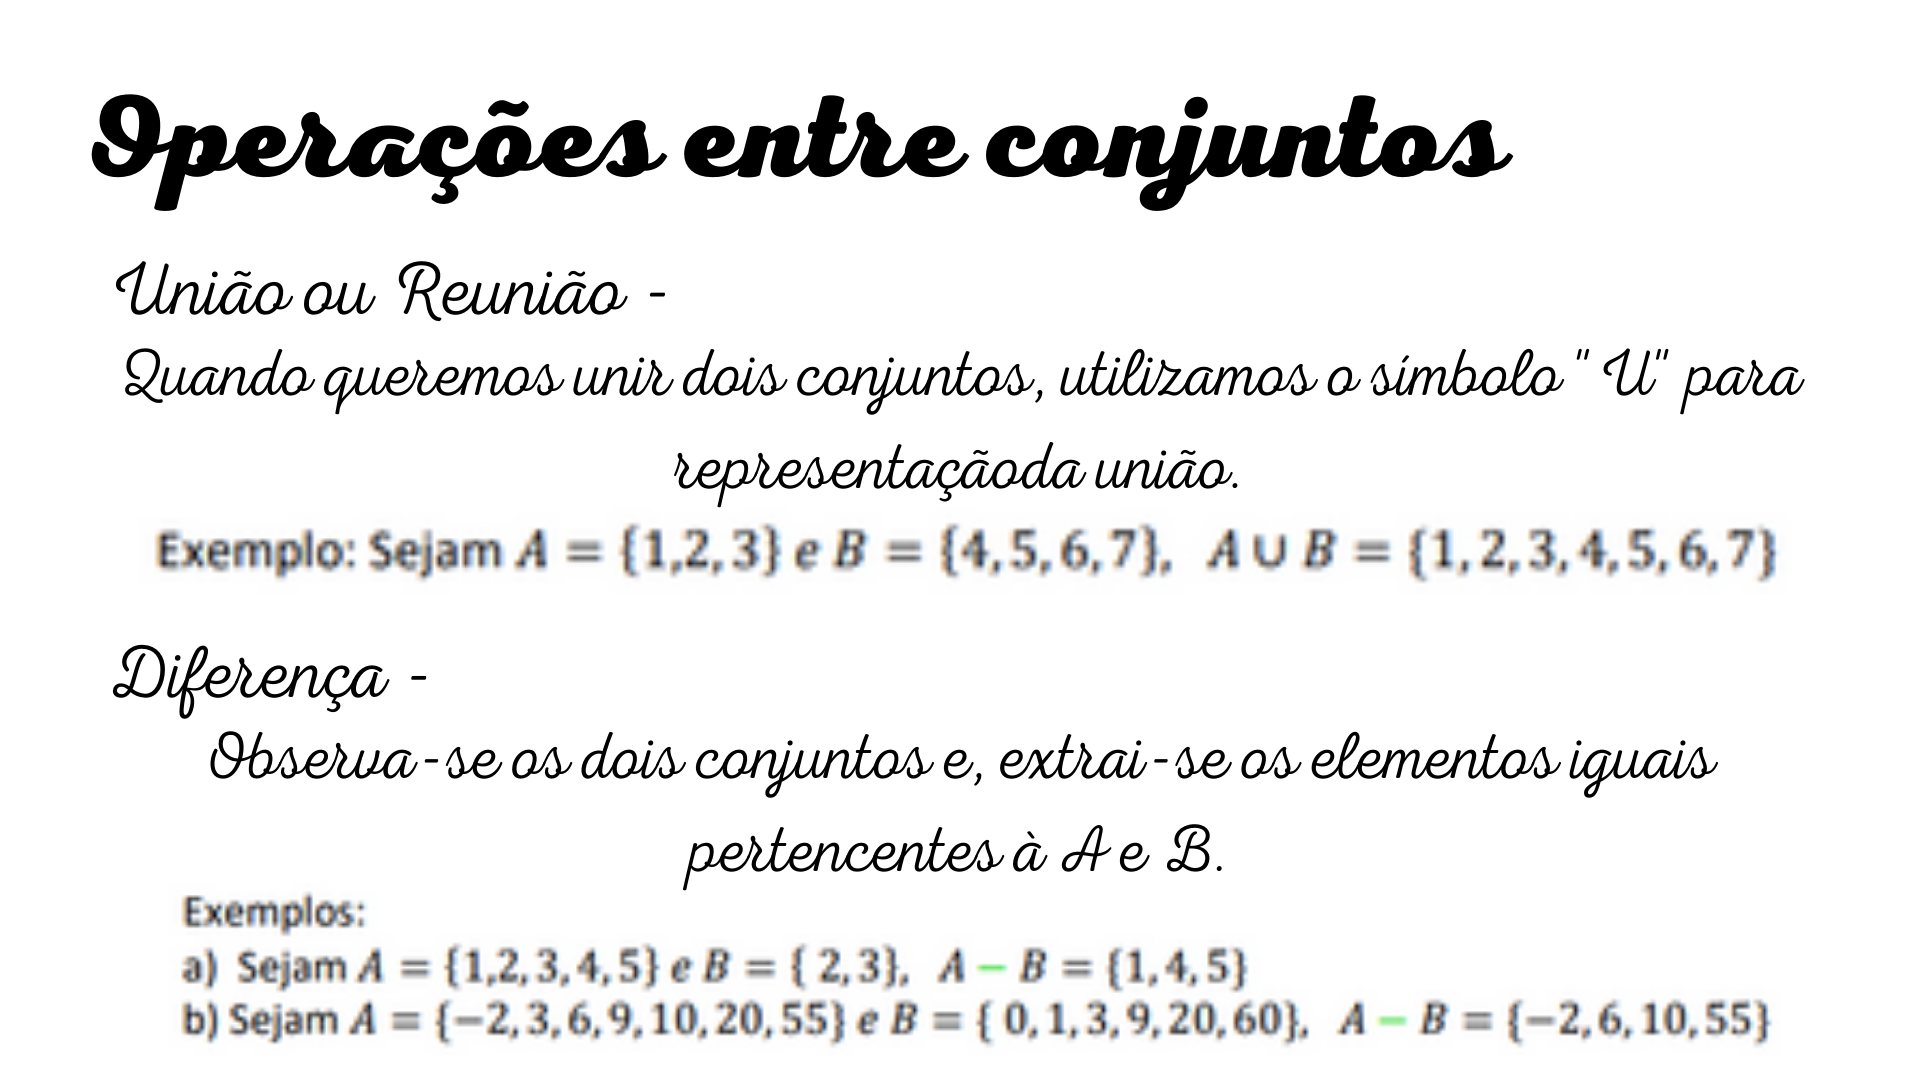 Operações entre conjuntos
União ou Reunião -
Quando queremos unir dois conjuntos, utilizamos o símbolo " U" para
representaçãoda união.
Exemplo: Sejam A = {1,2, 3} e B = {4, 5, 6, 7}, A ∪ B = {1, 2, 3, 4, 5, 6, 7}
Diferença -
Observa-se os dois conjuntos e, extrai-se os elementos iguais
pertencentes à A e B.
Exemplos:
a) Sejam A = {1,2, 3, 4, 5} e B = { 2, 3}, A − B = {1, 4, 5}
b) Sejam A = {−2, 3, 6, 9, 10, 20, 55} e B = { 0, 1, 3, 9, 20, 60}, A − B = {−2, 6, 10, 55}